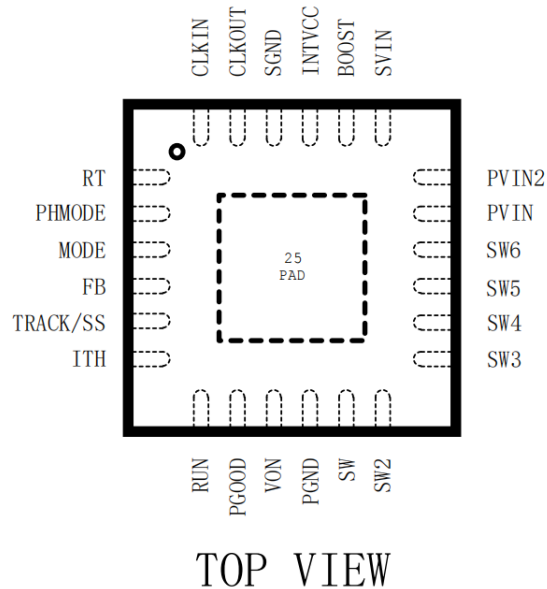 CLKIN
CLKOUT
SGND
INTVCC
BOOST
SVIN
RT
PHMODE
MODE
FB
TRACK/SS
ITH
25
PAD
PVIN2
PVIN
SW6
SW5
SW4
SW3
RUN
PGOOD
VON
PGND
SW
SW2
TOP VIEW